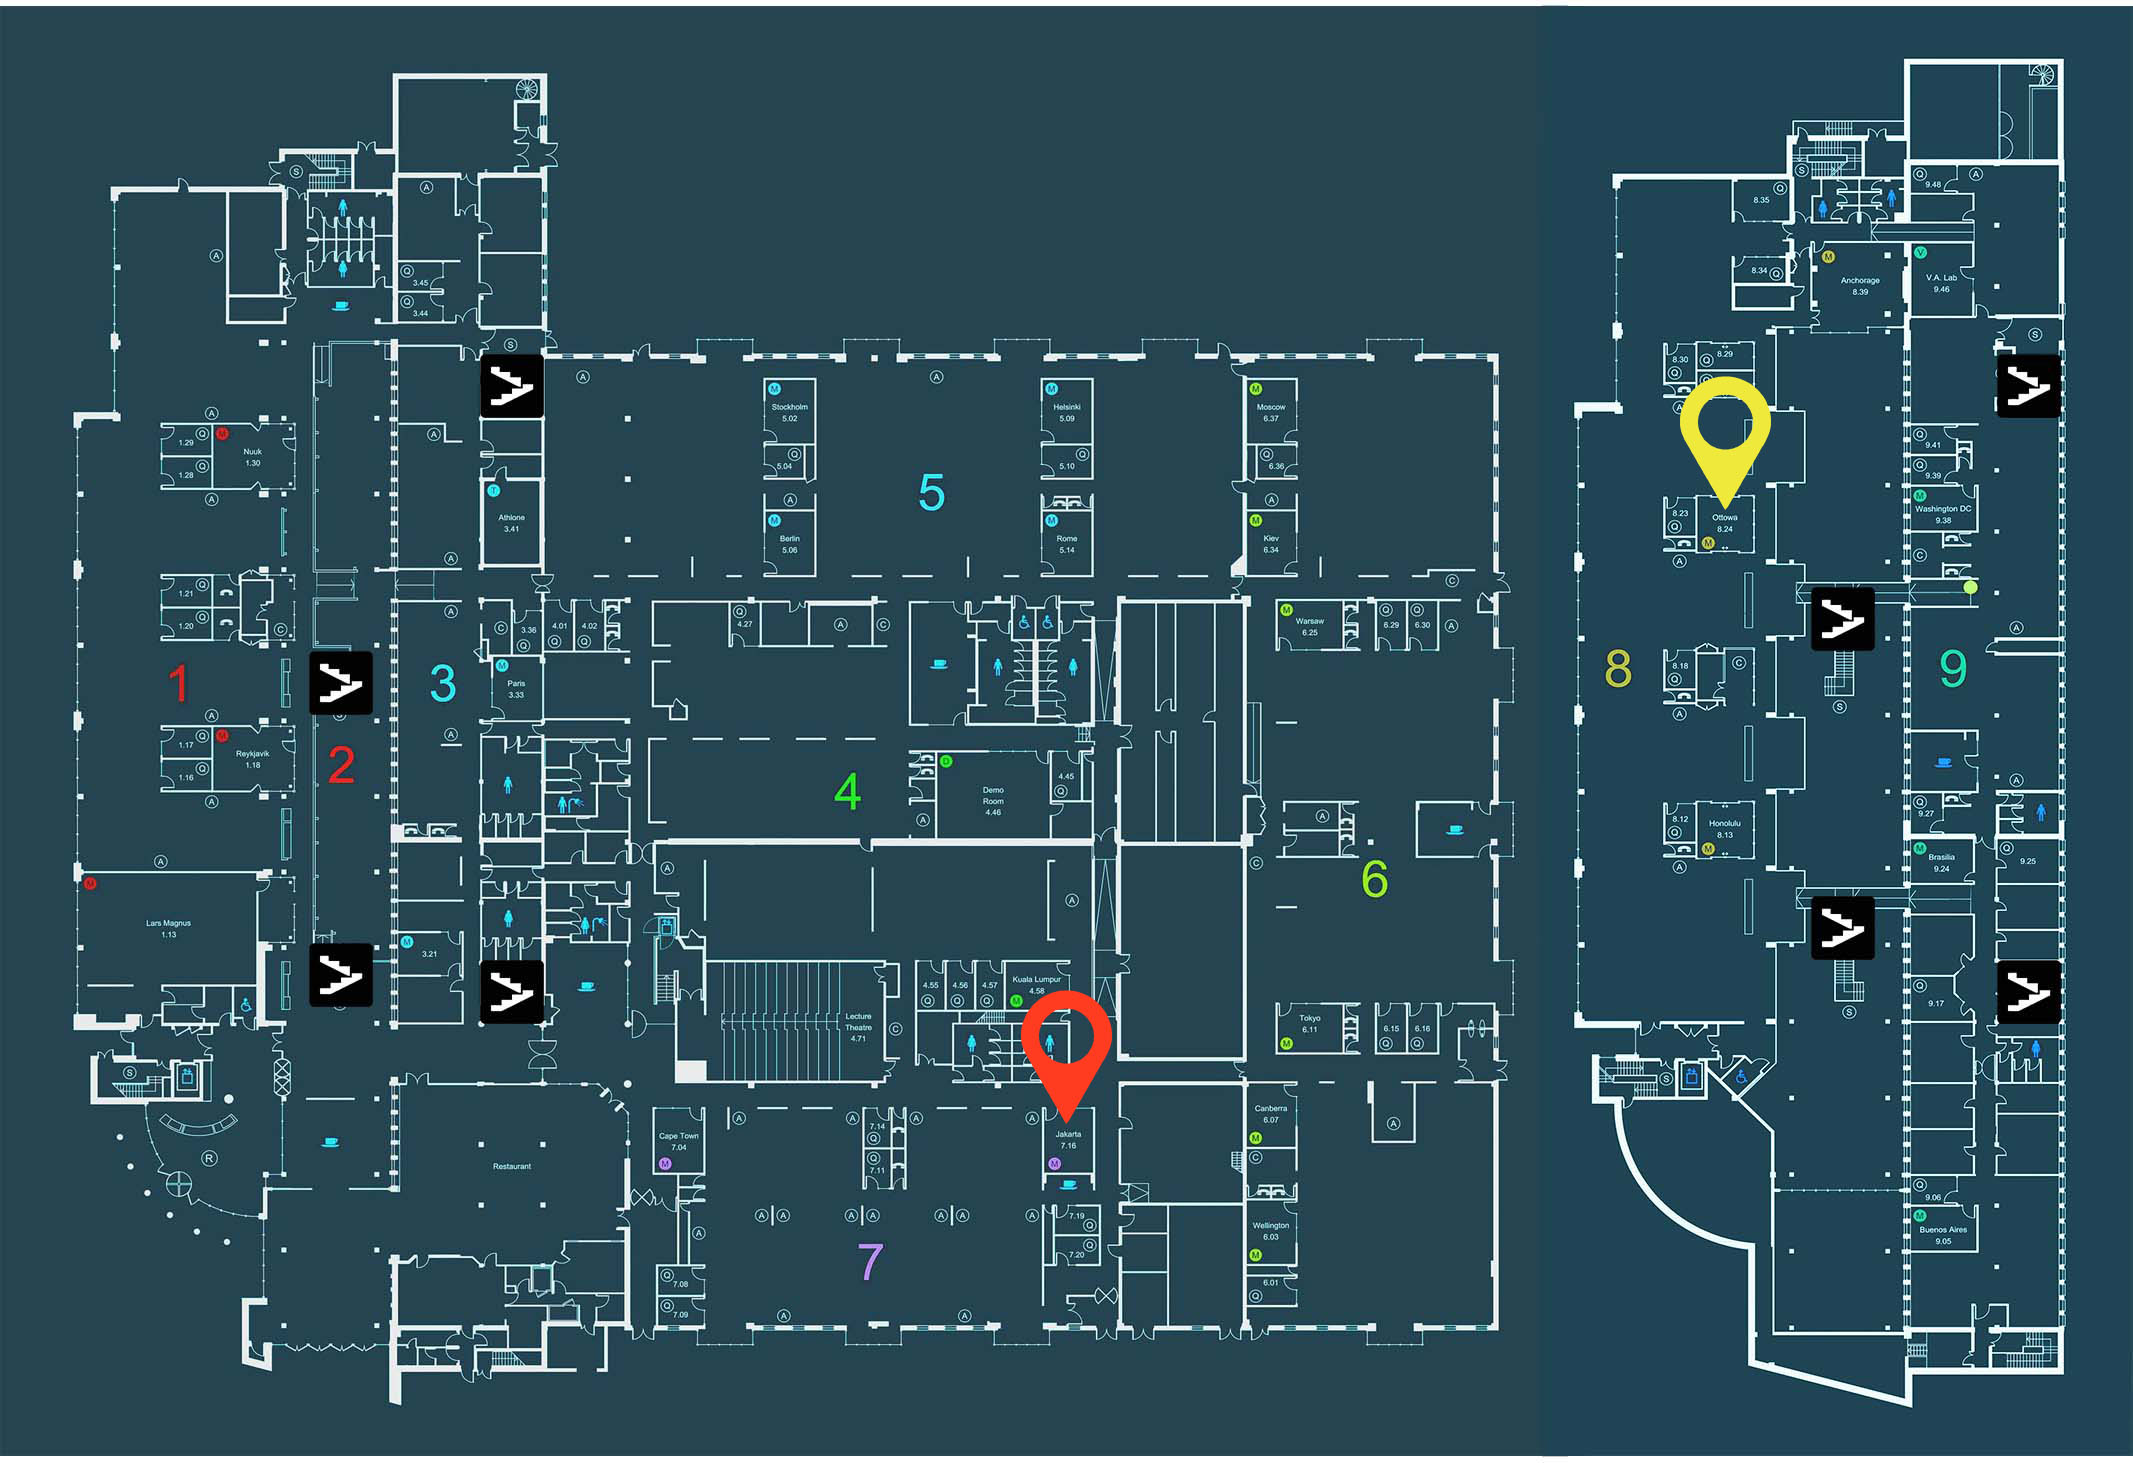 S
A
A
Q
3.45
Q
3.44
S
A
A
A
1.29
Q
M
Nuuk
1.30
1.28
Q
A
A
T
Athlone
3.41
A
M
Stockholm
5.02
Q
5.04
A
M
Berlin
5.06
5
A
M
Helsinki
5.09
Q
5.10
M
Rome
5.14
M
Moscow
6.37
Q
6.36
A
M
Kiev
6.34
C
1.21
Q
1.20
Q
C
A
C
3.36
Q
4.01
Q
4.02
Q
Q
4.27
A
C
M
Warsaw
6.25
6.29
Q
6.30
Q
A
1
3
M
Paris
3.33
A
A
1.17
Q
M
Reykjavik
1.18
1.16
Q
A
2
4
D
Demo
Room
4.46
4.45
Q
A
A
C
6
A
M
Lars Magnus
1.13
M
3.21
A
A
4.55
Q
4.56
Q
4.57
Q
Kuala Lumpur
4.58
M
Lecture
Theatre
4.71
C
Tokyo
6.11
M
6.15
Q
6.16
Q
S
R
Restaurant
Cape Town
7.04
M
A
A
7.14
Q
7.11
Q
A
A
Jakarta
7.16
M
Canberra
6.07
M
C
A
A
A
A
A
A
A
A
A
7.19
Q
7.20
Q
Wellington
6.03
M
6.01
Q
7
Q
7.08
Q
7.09
A
A
S
Q
8.35
8.34
Q
M
Anchorage
8.39
Q
9.48
A
V
V.A. Lab
9.46
S
8.30
Q
8.29
Q
A
8.23
Q
Ottowa
8.24
M
A
Q
9.41
Q
9.39
M
Washington DC
9.38
C
A
8
8.18
Q
C
A
S
9
A
8.12
Q
Honolulu
8.13
M
A
Q
9.27
M
Brasilia
9.24
Q
9.25
Q
9.17
S
S
Q
9.06
M
Buenos Aires
9.05